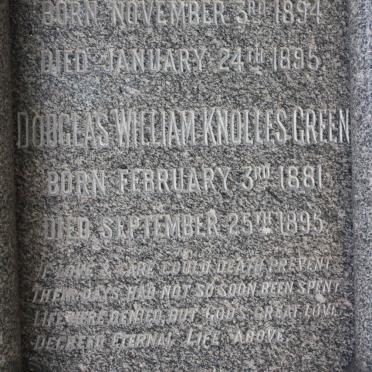 BORN NOVEMBER 3RD 1894
DIED JANUARY 24TH 1895
DOUGLAS WILLIAM KNOLLES GREEN
BORN FEBRUARY 3RD 1881
DIED SEPTEMBER 25TH 1895
IF LOVE & CARE COULD DEATH PREVENT
THEIR DAYS HAD NOT SO SOON BEEN SPENT
LIFE WERE DENIED, BUT GOD'S GREAT LOVE
DECREED ETERNAL LIFE ABOVE